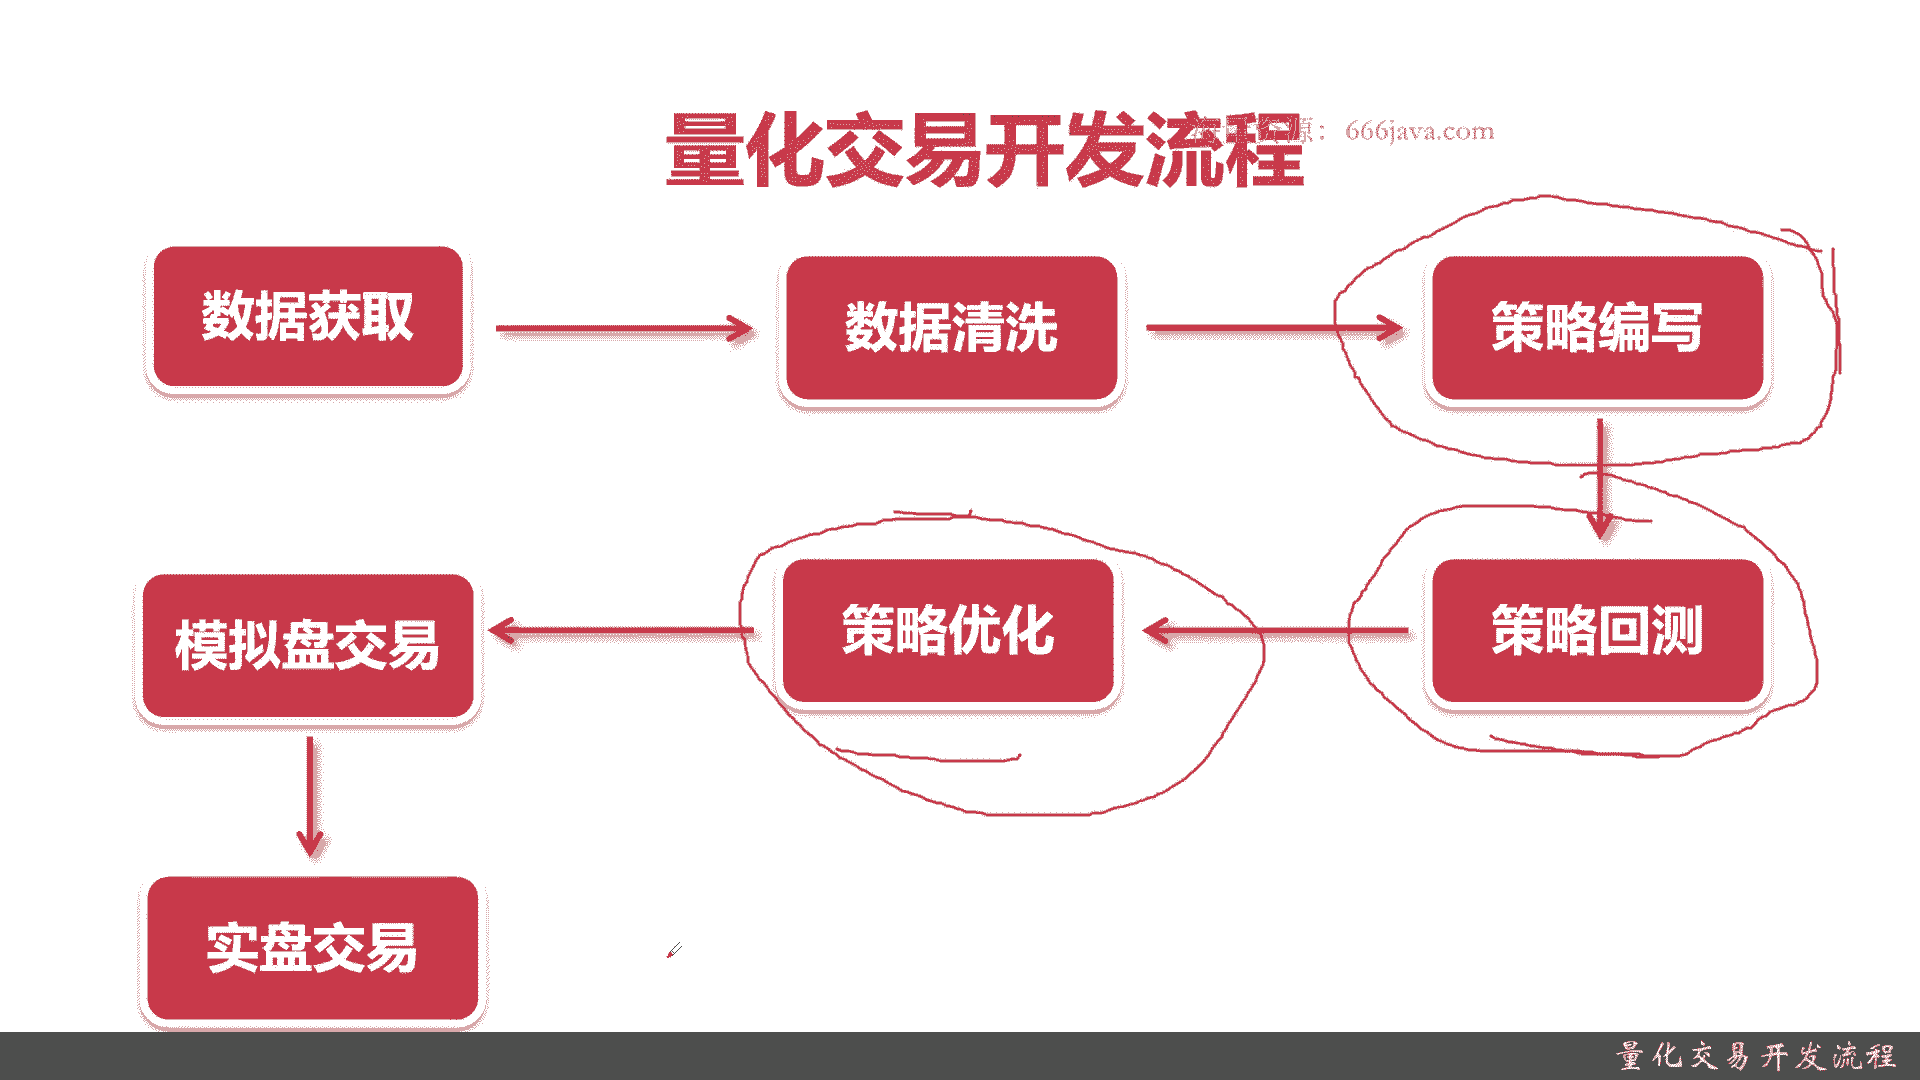 量化交易开发流程
源：666java.com
数据获取
数据清洗
策略编写
策略回测
策略优化
模拟盘交易
实盘交易
量化交易开发流程